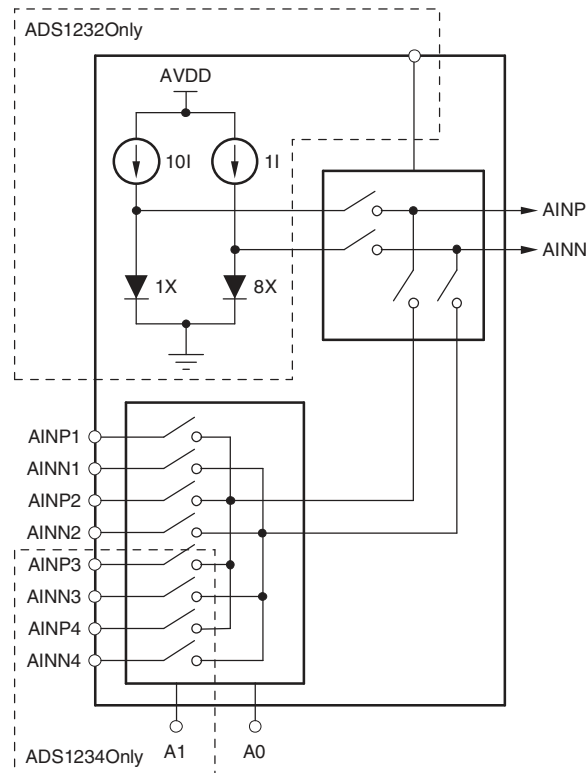 ADS1232Only
AVDD
10I
1I
AINP
AINN
1X
8X
AINP1
AINN1
AINP2
AINN2
AINP3
AINN3
AINP4
AINN4
A1
A0
ADS1234Only